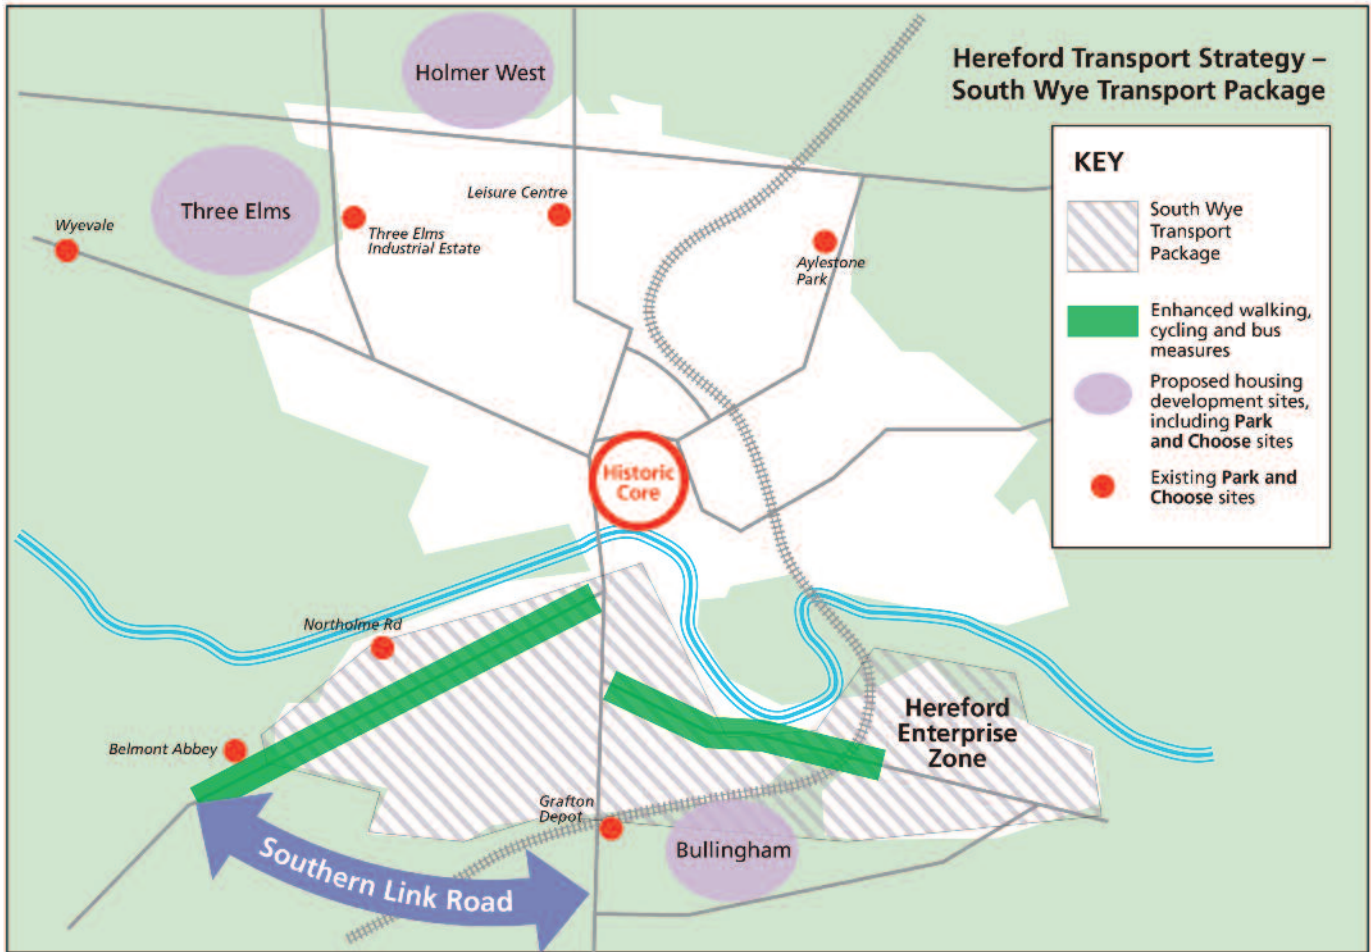 Hereford Transport Strategy –
South Wye Transport Package
KEY
South Wye
Transport
Package
Enhanced walking,
cycling and bus
measures
Proposed housing
development sites,
including Park
and Choose sites
Existing Park and
Choose sites
Holmer West
Three Elms
Wyevale
Three Elms
Industrial Estate
Leisure Centre
Aylestone
Park
Historic
Core
Northolme Rd
Belmont Abbey
Hereford
Enterprise
Zone
Grafton
Depot
Bullingham
Southern Link Road